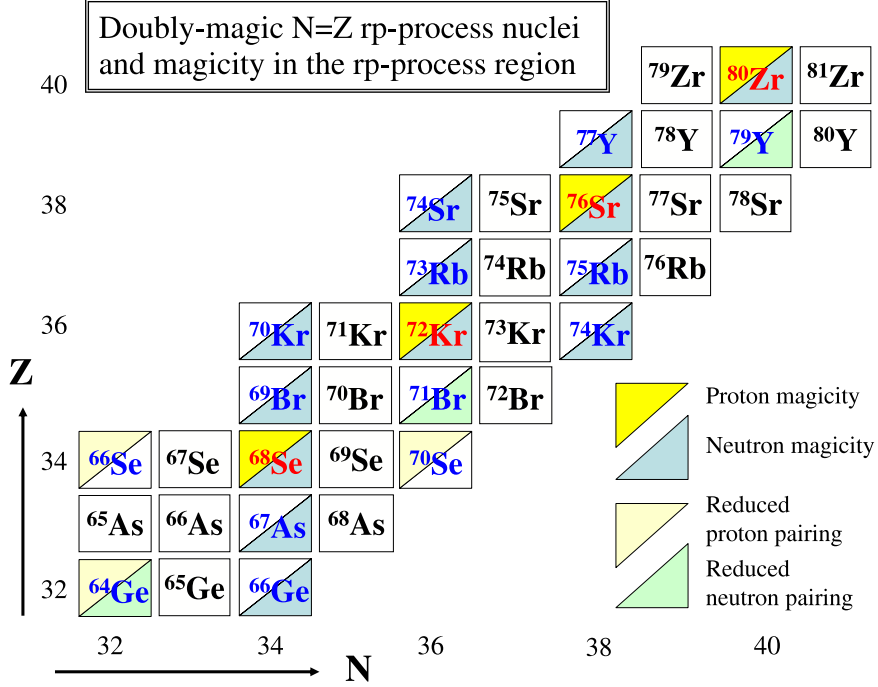 Doubly-magic N=Z rp-process nuclei
and magicity in the rp-process region
40
⁷⁹Zr ⁸⁰Zr ⁸¹Zr
⁷⁷Y ⁷⁸Y ⁷⁹Y ⁸⁰Y
38
⁷⁴Sr ⁷⁵Sr ⁷⁶Sr ⁷⁷Sr ⁷⁸Sr
⁷³Rb ⁷⁴Rb ⁷⁵Rb ⁷⁶Rb
36
⁷⁰Kr ⁷¹Kr ⁷²Kr ⁷³Kr ⁷⁴Kr
Z
⁶⁹Br ⁷⁰Br ⁷¹Br ⁷²Br
34
⁶⁶Se ⁶⁷Se ⁶⁸Se ⁶⁹Se ⁷⁰Se
⁶⁵As ⁶⁶As ⁶⁷As ⁶⁸As
32
⁶⁴Ge ⁶⁵Ge ⁶⁶Ge
Proton magicity
Neutron magicity
Reduced
proton pairing
Reduced
neutron pairing
32 34 36 38 40
N